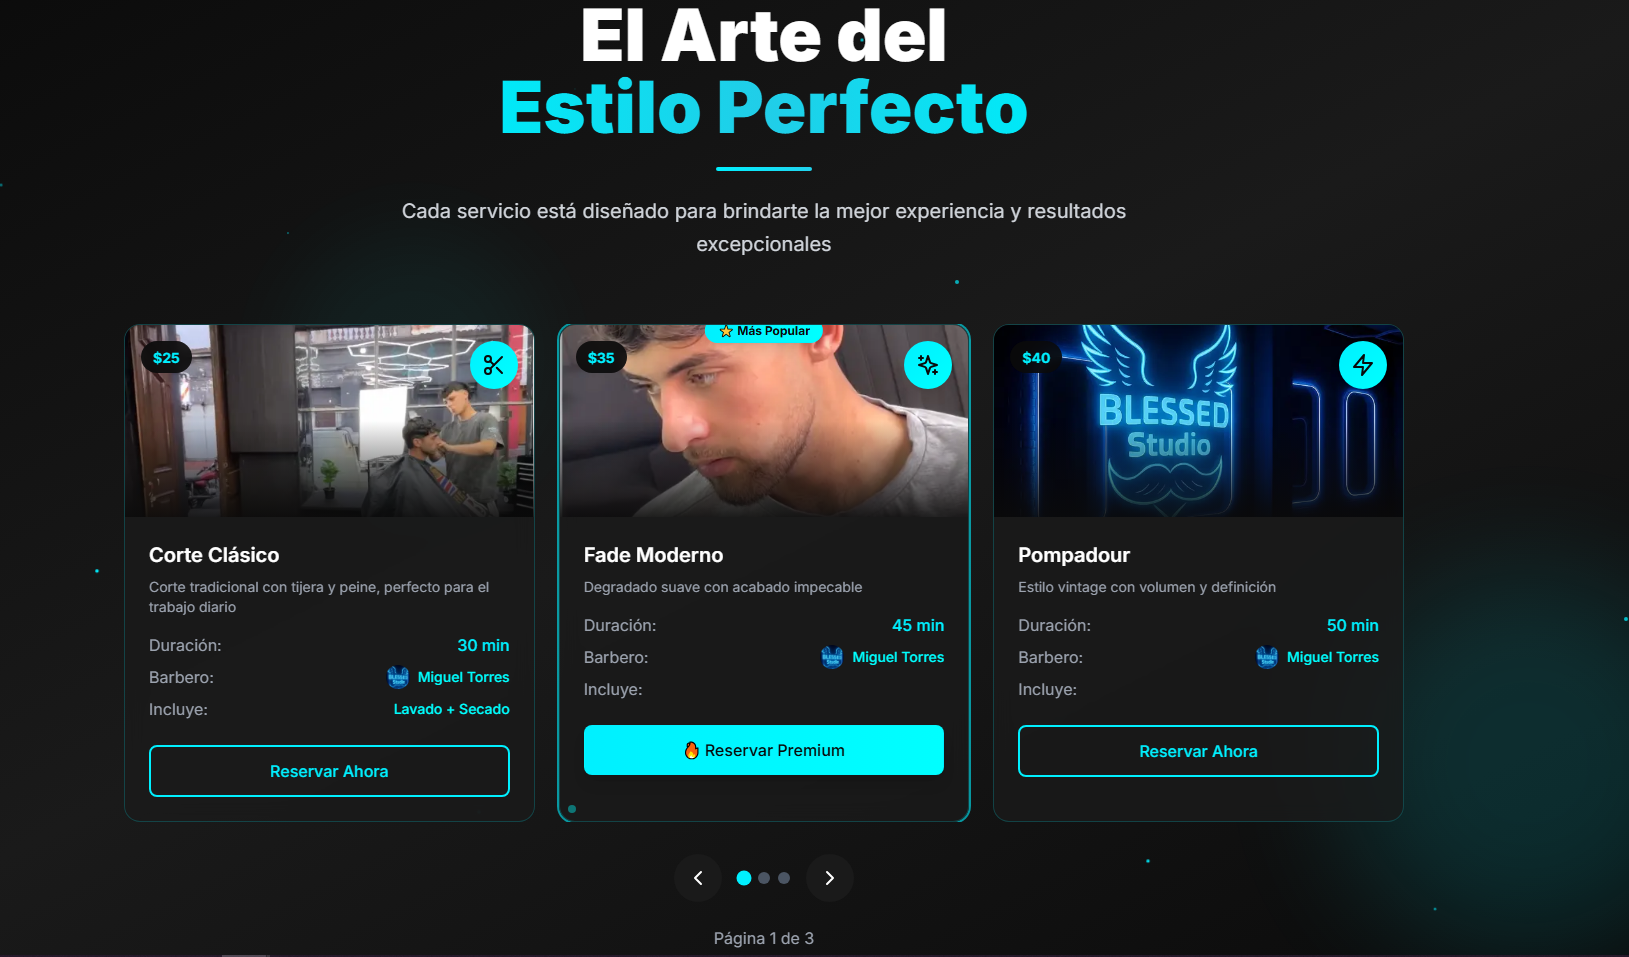 El Arte del
Estilo Perfecto
Cada servicio está diseñado para brindarte la mejor experiencia y resultados
excepcionales
$25
⭐ Más Popular
$35
$40
BLESSED
Studio
Corte Clásico
Corte tradicional con tijera y peine, perfecto para el
trabajo diario
Duración: 30 min
Barbero: Miguel Torres
Incluye: Lavado + Secado
Reservar Ahora
Fade Moderno
Degradado suave con acabado impecable
Duración: 45 min
Barbero: Miguel Torres
Incluye:
🔥 Reservar Premium
Pompadour
Estilo vintage con volumen y definición
Duración: 50 min
Barbero: Miguel Torres
Incluye:
Reservar Ahora
Página 1 de 3